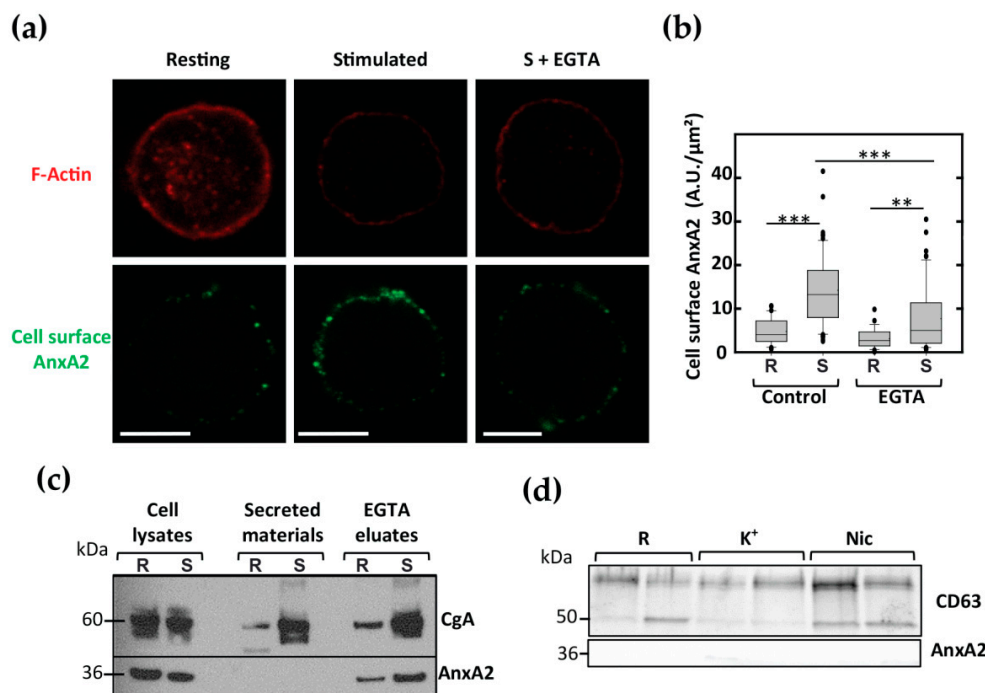 (a)
Resting Stimulated S + EGTA
F-Actin
Cell surface
AnxA2
(b)
Cell surface AnxA2 (A.U./µm²)
40
30
20
10
0
***
***
**
R S R S
Control EGTA
(c)
Cell
lysates
Secreted
materials
EGTA
eluates
kDa
R S R S R S
60 CgA
36 AnxA2
(d)
R K⁺ Nic
kDa
CD63
50
36 AnxA2